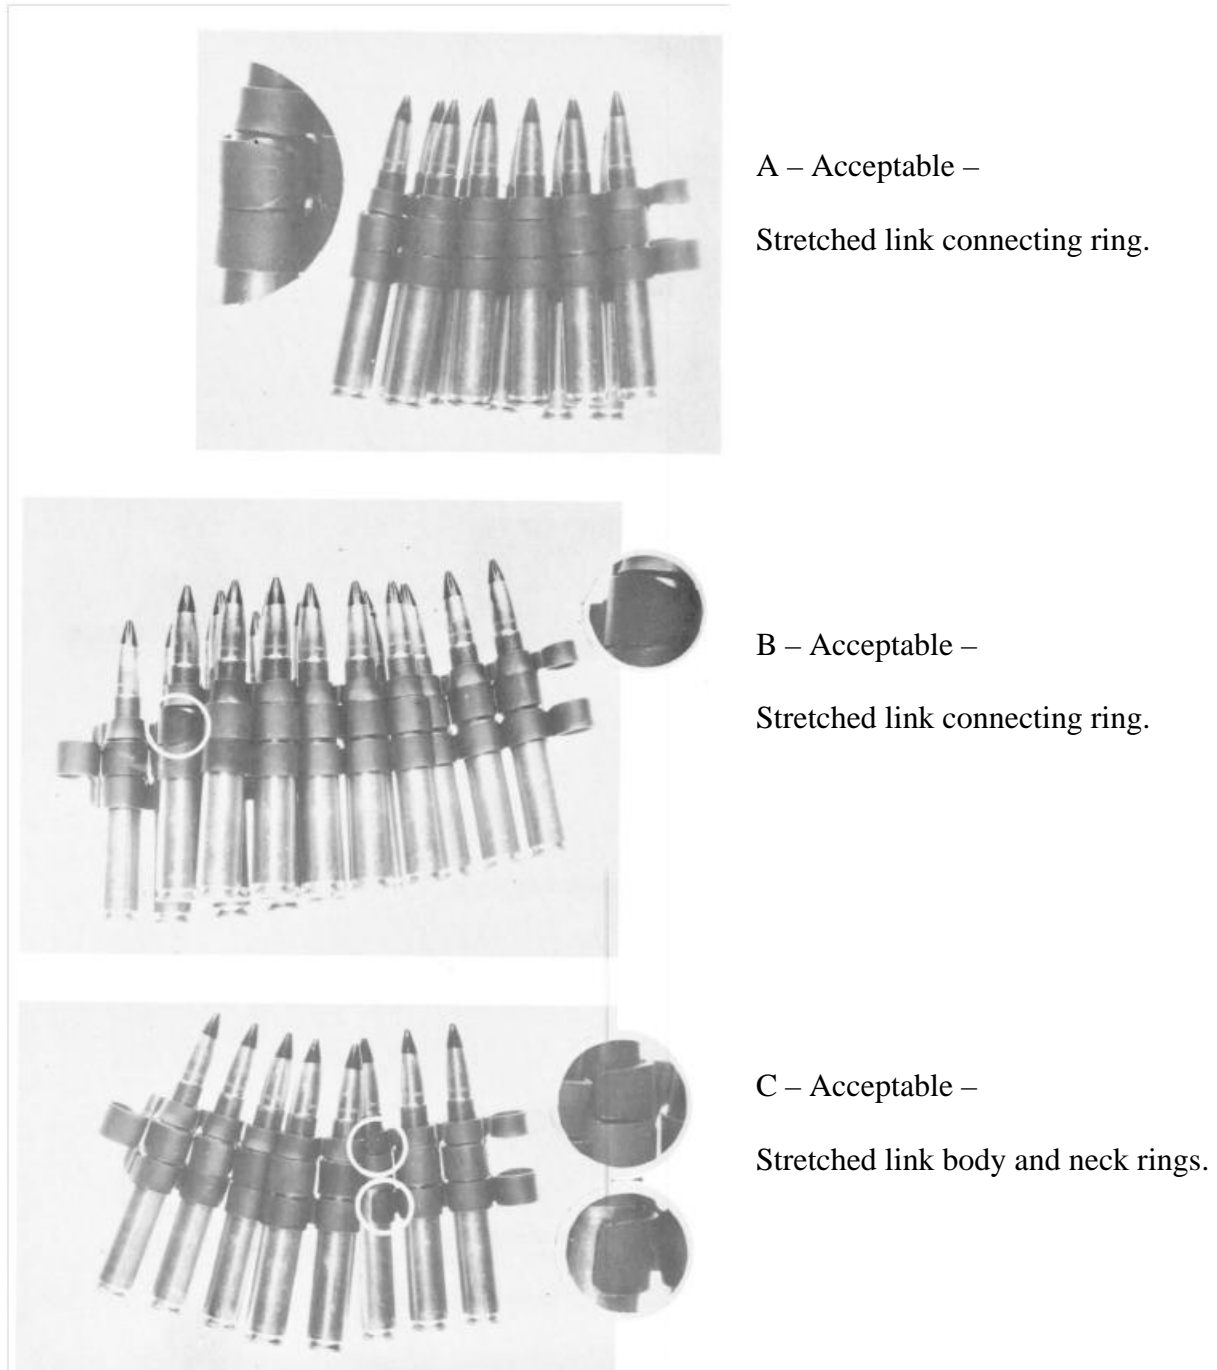 A – Acceptable –
Stretched link connecting ring.
B – Acceptable –
Stretched link connecting ring.
C – Acceptable –
Stretched link body and neck rings.